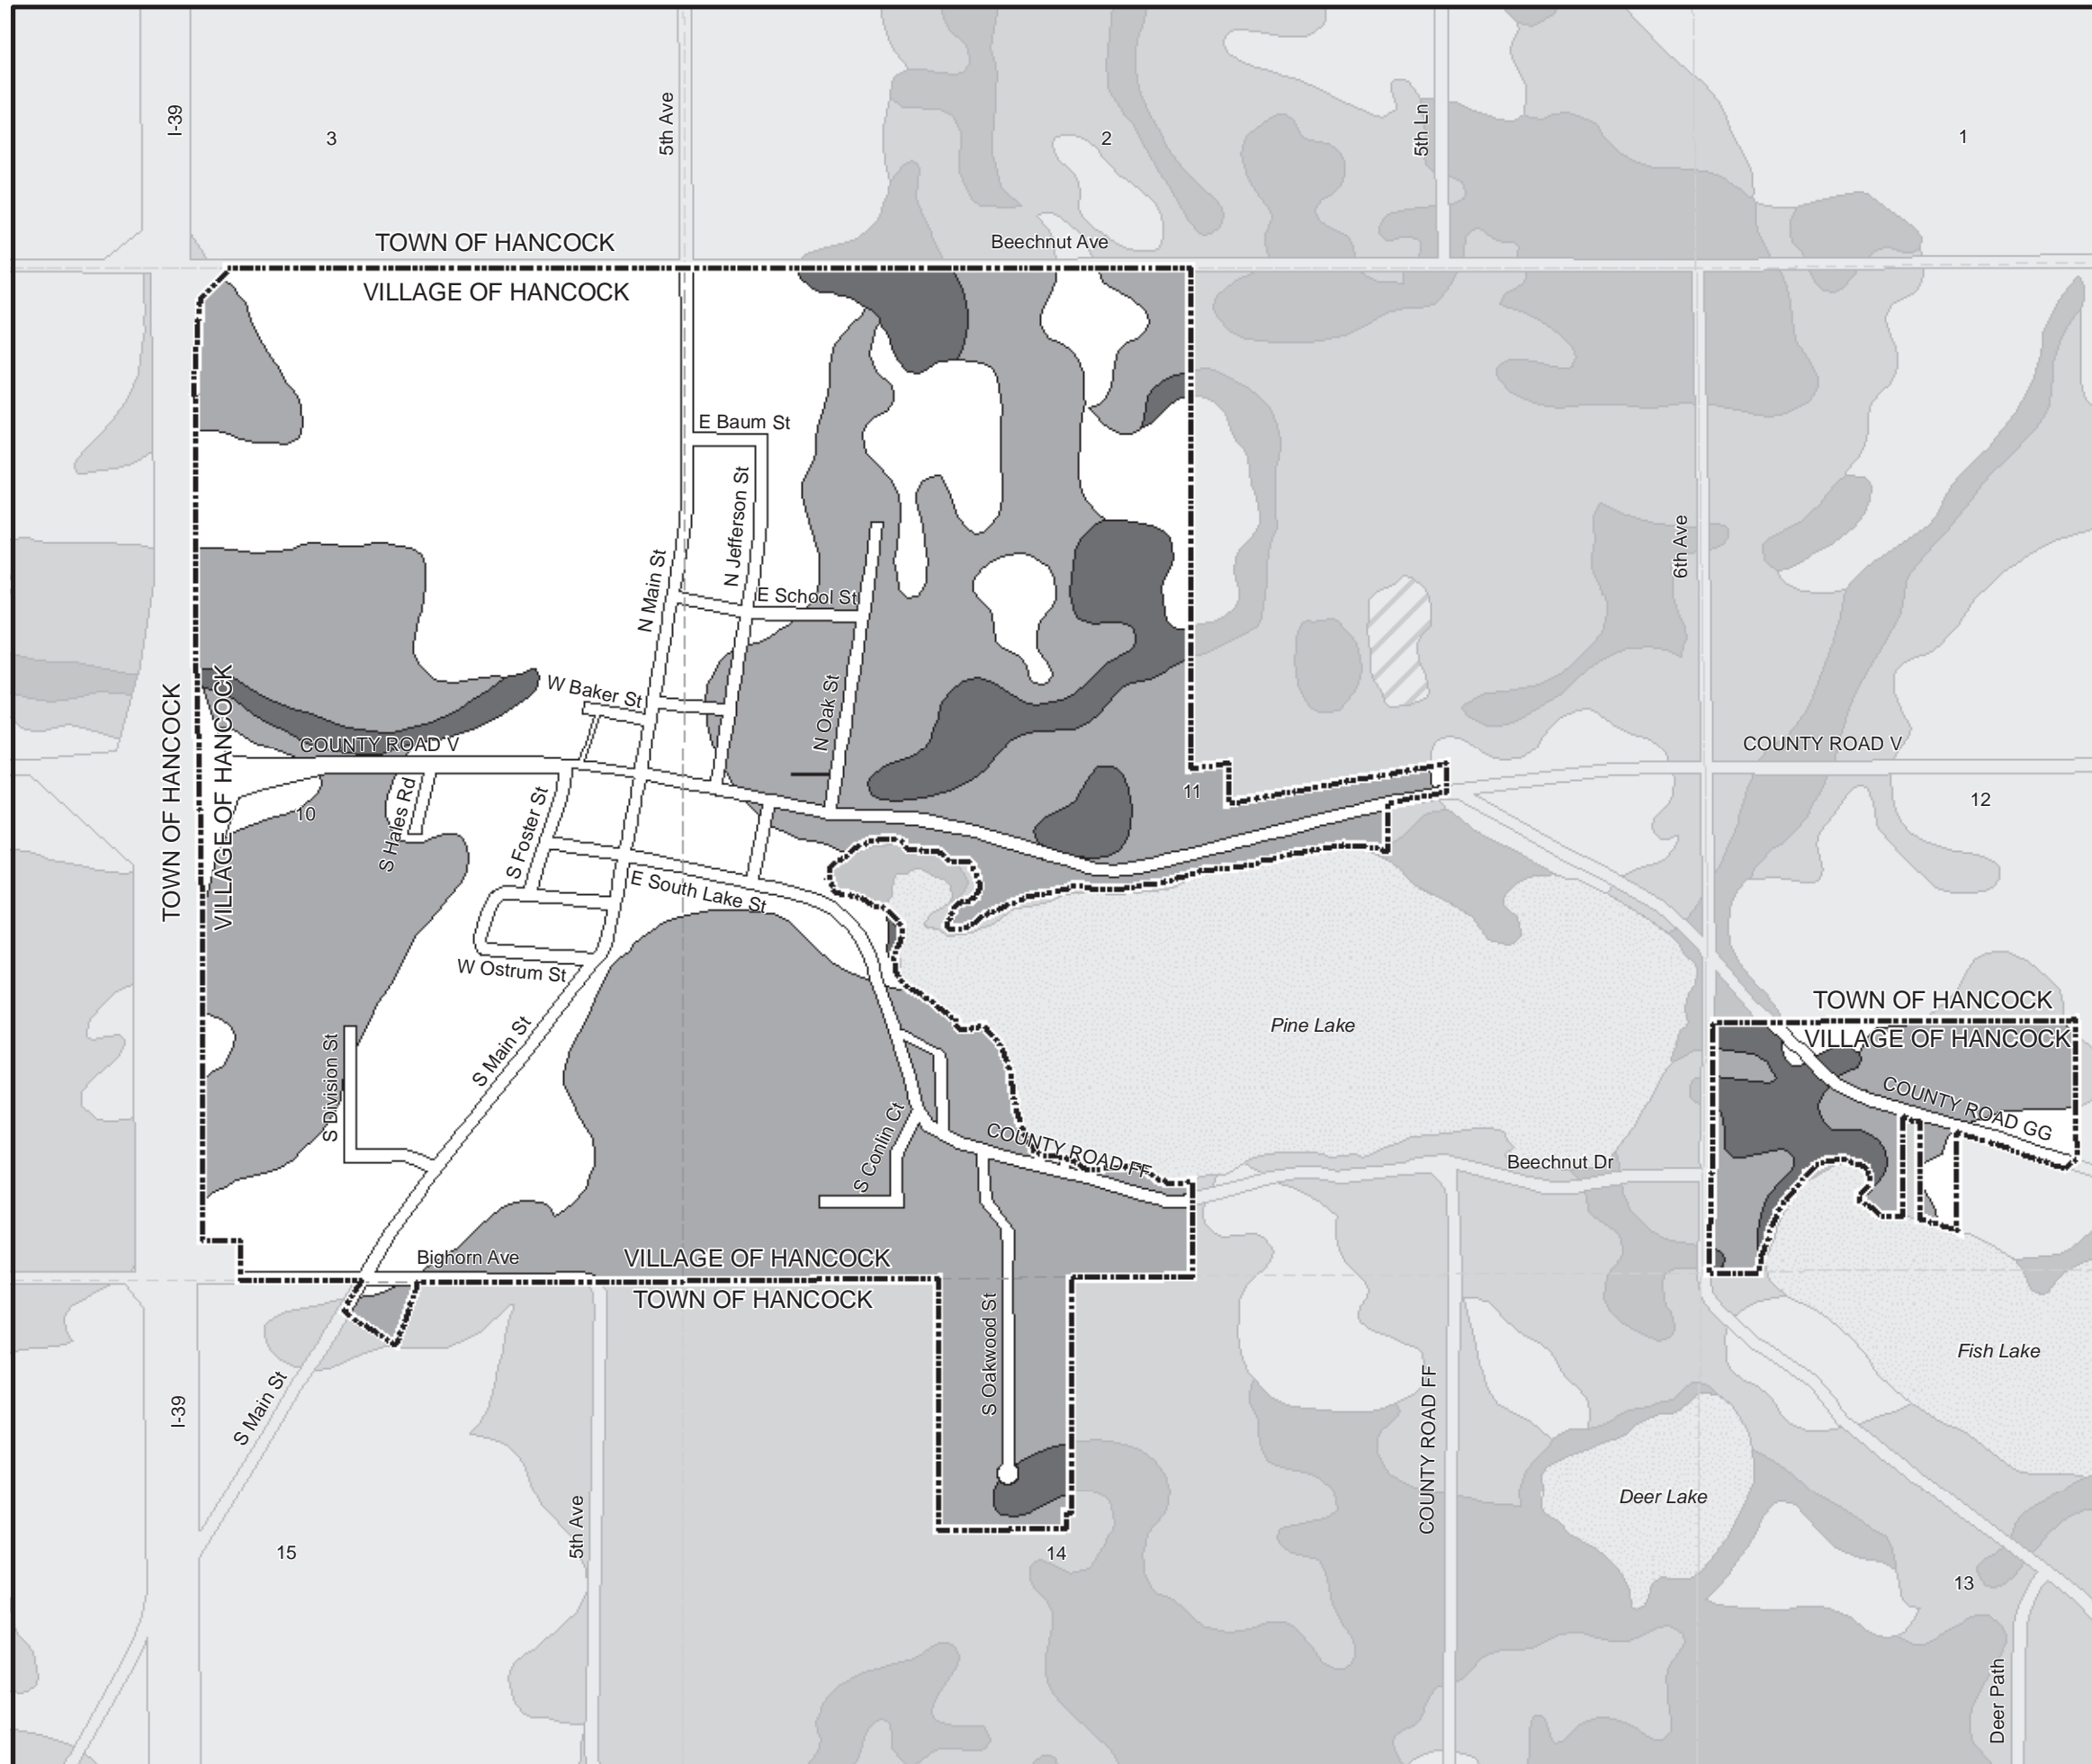 I-39
3
5th Ave
2
5th Ln
1
TOWN OF HANCOCK
Beechnut Ave
VILLAGE OF HANCOCK
E Baum St
N Jefferson St
N Main St
E School St
6th Ave
W Baker St
N Oak St
TOWN OF HANCOCK
VILLAGE OF HANCOCK
COUNTY ROAD V
COUNTY ROAD V
11
12
10
S Hales Rd
S Foster St
E South Lake St
W Ostrum St
S Main St
S Division St
Pine Lake
TOWN OF HANCOCK
VILLAGE OF HANCOCK
COUNTY ROAD GG
S Conlin Ct
COUNTY ROAD FF
Beechnut Dr
Bighorn Ave
VILLAGE OF HANCOCK
TOWN OF HANCOCK
S Oakwood St
Fish Lake
S Main St
I-39
COUNTY ROAD FF
Deer Lake
5th Ave
15
14
13
Deer Path